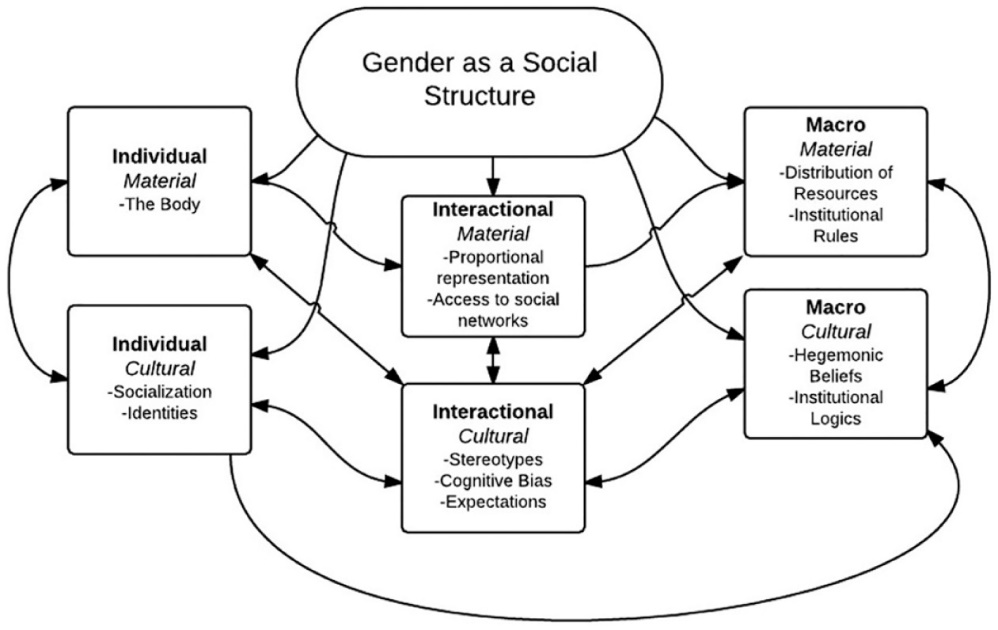 Gender as a Social
Structure
Individual
Material
-The Body
Individual
Cultural
-Socialization
-Identities
Interactional
Material
-Proportional
representation
-Access to social
networks
Interactional
Cultural
-Stereotypes
-Cognitive Bias
-Expectations
Macro
Material
-Distribution of
Resources
-Institutional
Rules
Macro
Cultural
-Hegemonic
Beliefs
-Institutional
Logics